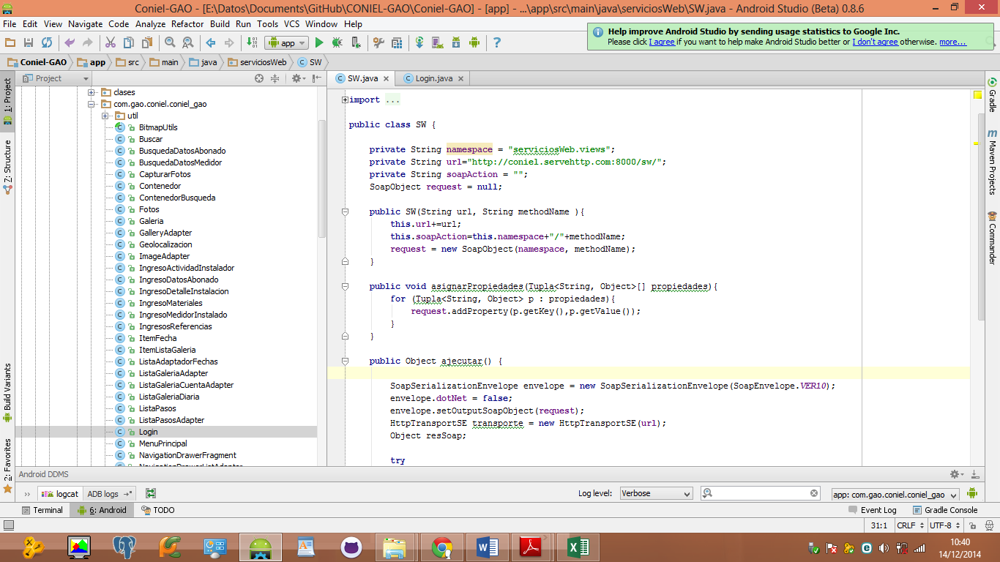 Coniel-GAO - [E:\Datos\Documents\GitHub\CONIEL-GAO\Coniel-GAO] - [app] - ...\app\src\main\java\serviciosWeb\SW.java - Android Studio (Beta) 0.8.6
File Edit View Navigate Code Analyze Refactor Build Run Tools VCS Window Help
Help improve Android Studio by sending usage statistics to Google Inc.
Please click I agree if you want to help make Android Studio better or I don't agree otherwise. more...
app
Coniel-GAO app src main java serviciosWeb SW
Project
SW.java Login.java
1: Project
Z: Structure
Build Variants
2: Favorites
clases
com.gao.coniel.coniel_gao
util
BitmapUtils
Buscar
BusquedaDatosAbonado
BusquedaDatosMedidor
CapturarFotos
Contenedor
ContenedorBusqueda
Fotos
Galeria
GalleryAdapter
Geolocalizacion
ImageAdapter
IngresoActividadInstalador
IngresoDatosAbonado
IngresoDetalleInstalacion
IngresoMateriales
IngresoMedidorInstalado
IngresosReferencias
ItemFecha
ItemListaGaleria
ListaAdaptadorFechas
ListaGaleriaAdapter
ListaGaleriaCuentaAdapter
ListaGaleriaDiaria
ListaPasos
ListaPasosAdapter
Login
MenuPrincipal
NavigationDrawerFragment
NavigationDrawerListAdapter
import ...
public class SW {
private String namespace = "serviciosWeb.views";
private String url="http://coniel.servehttp.com:8000/sw/";
private String soapAction = "";
SoapObject request = null;
public SW(String url, String methodName ){
this.url+=url;
this.soapAction=this.namespace+"/"+methodName;
request = new SoapObject(namespace, methodName);
}
public void asignarPropiedades(Tupla<String, Object>[] propiedades){
for (Tupla<String, Object> p : propiedades){
request.addProperty(p.getKey(),p.getValue());
}
}
public Object ajecutar() {
SoapSerializationEnvelope envelope = new SoapSerializationEnvelope(SoapEnvelope.VER10);
envelope.dotNet = false;
envelope.setOutputSoapObject(request);
HttpTransportSE transporte = new HttpTransportSE(url);
Object resSoap;
try
Gradle
Maven Projects
Commander
Android DDMS
logcat ADB logs
Log level: Verbose
app: com.gao.coniel.coniel_gao
Terminal 6: Android TODO
Event Log Gradle Console
31:1 CRLF UTF-8
10:40
14/12/2014